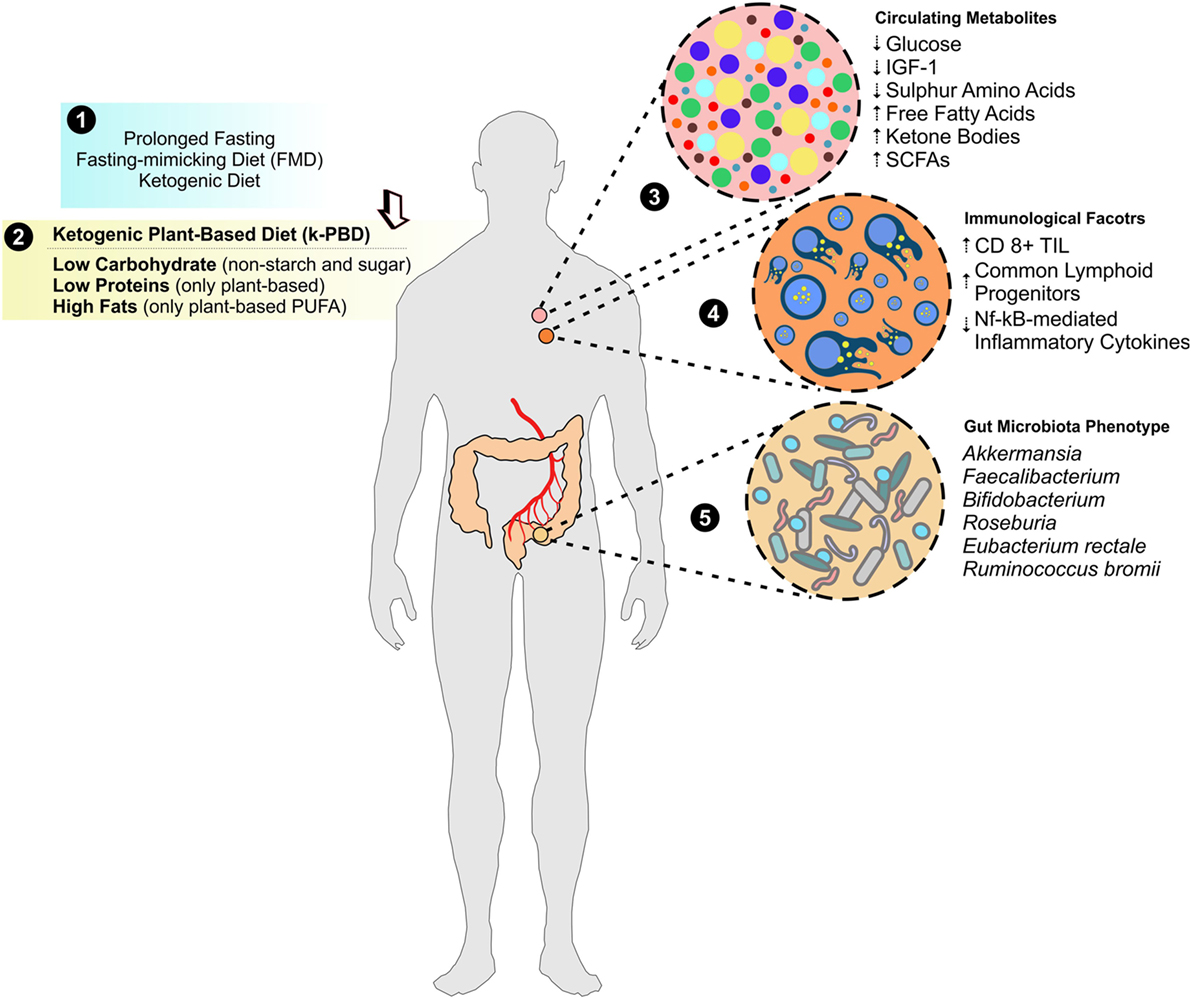 1
Prolonged Fasting
Fasting-mimicking Diet (FMD)
Ketogenic Diet
2
Ketogenic Plant-Based Diet (k-PBD)
Low Carbohydrate (non-starch and sugar)
Low Proteins (only plant-based)
High Fats (only plant-based PUFA)
3
Circulating Metabolites
⇣ Glucose
⇣ IGF-1
⇣ Sulphur Amino Acids
⇡ Free Fatty Acids
⇡ Ketone Bodies
⇡ SCFAs
4
Immunological Facotrs
⇡ CD 8+ TIL
⇡ Common Lymphoid
Progenitors
⇣ Nf-kB-mediated
Inflammatory Cytokines
5
Gut Microbiota Phenotype
Akkermansia
Faecalibacterium
Bifidobacterium
Roseburia
Eubacterium rectale
Ruminococcus bromii